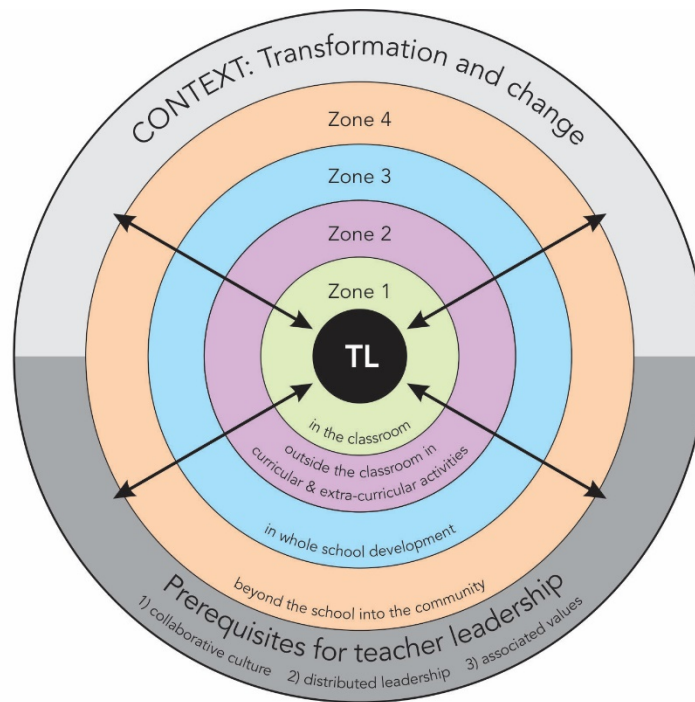 CONTEXT: Transformation and change
Zone 4
Zone 3
Zone 2
Zone 1
TL
in the classroom
outside the classroom in
curricular & extra-curricular activities
in whole school development
beyond the school into the community
Prerequisites for teacher leadership
1) collaborative culture 2) distributed leadership 3) associated values